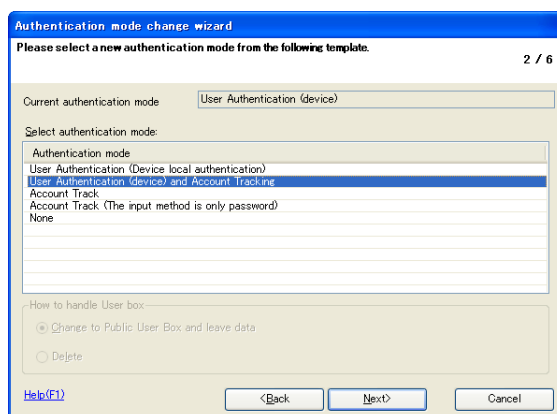 Authentication mode change wizard
Please select a new authentication mode from the following template.
2 / 6
Current authentication mode
User Authentication (device)
Select authentication mode:
Authentication mode
User Authentication (Device local authentication)
User Authentication (device) and Account Tracking
Account Track
Account Track (The input method is only password)
None
How to handle User box
Change to Public User Box and leave data
Delete
Help(F1)
<Back
Next>
Cancel